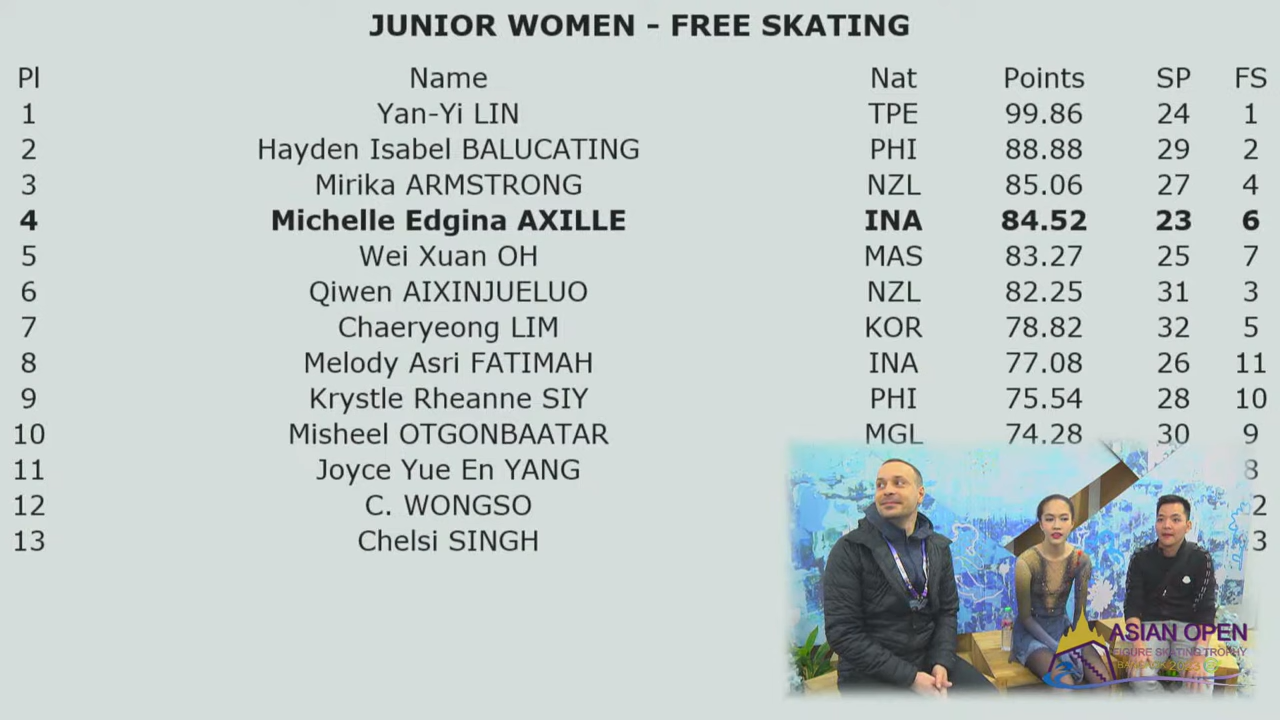 JUNIOR WOMEN - FREE SKATING
Pl Name Nat Points SP FS
1 Yan-Yi LIN TPE 99.86 24 1
2 Hayden Isabel BALUCATING PHI 88.88 29 2
3 Mirika ARMSTRONG NZL 85.06 27 4
4 Michelle Edgina AXILLE INA 84.52 23 6
5 Wei Xuan OH MAS 83.27 25 7
6 Qiwen AIXINJUELUO NZL 82.25 31 3
7 Chaeryeong LIM KOR 78.82 32 5
8 Melody Asri FATIMAH INA 77.08 26 11
9 Krystle Rheanne SIY PHI 75.54 28 10
10 Misheel OTGONBAATAR MGL 74.28 30 9
11 Joyce Yue En YANG 8
12 C. WONGSO 2
13 Chelsi SINGH 3
ASIAN OPEN
FIGURE SKATING TROPHY